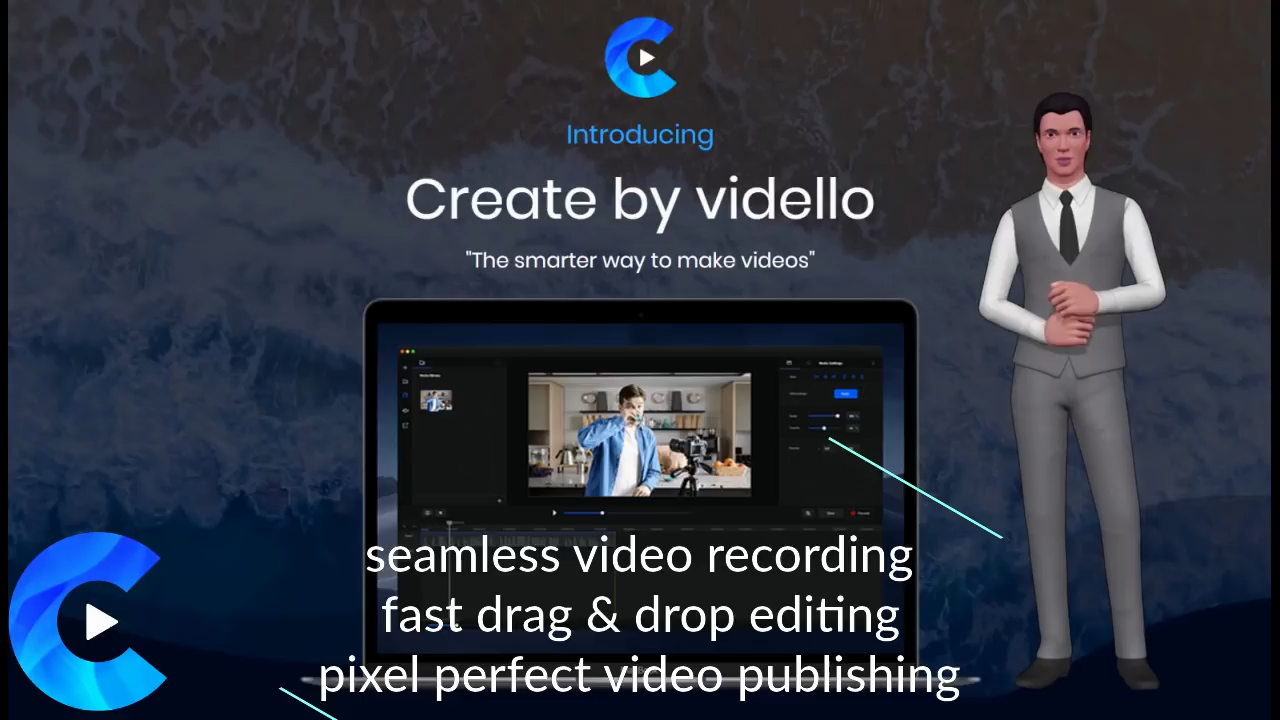 Introducing
Create by vidello
"The smarter way to make videos"
seamless video recording
fast drag & drop editing
pixel perfect video publishing